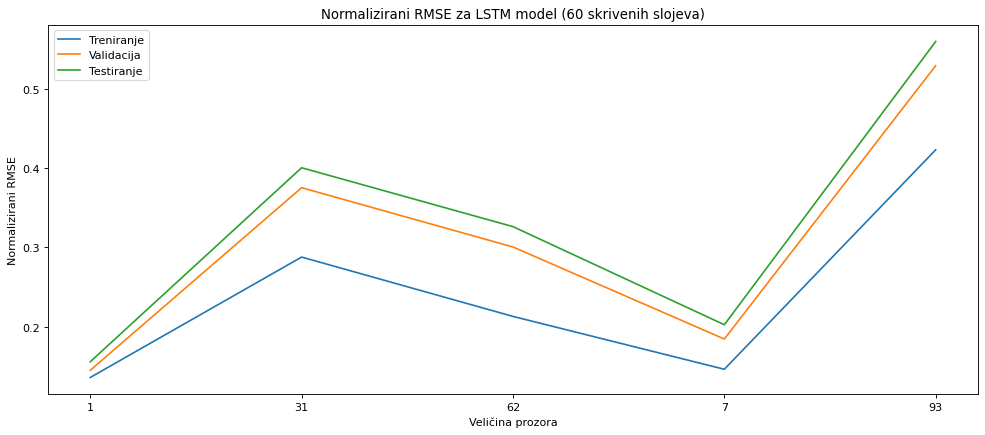 Normalizirani RMSE za LSTM model (60 skrivenih slojeva)
Treniranje
Validacija
Testiranje
Normalizirani RMSE
0.5
0.4
0.3
0.2
1 31 62 7 93
Veličina prozora